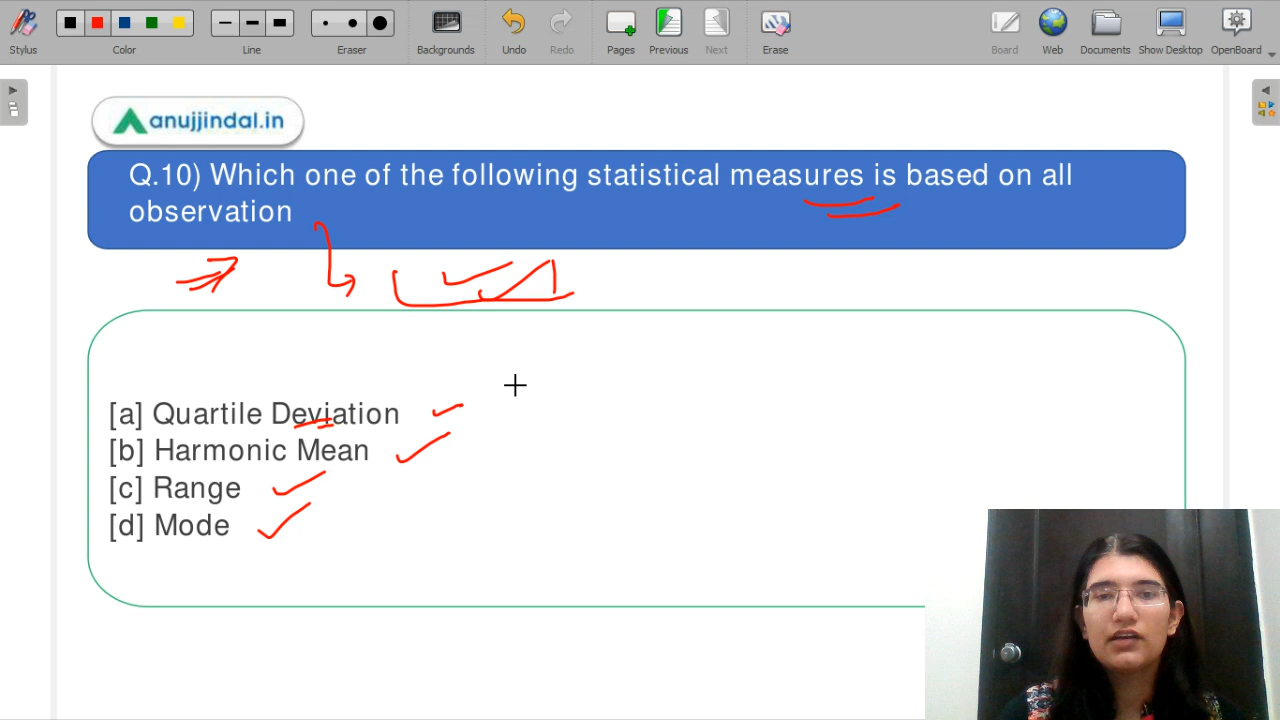 Stylus
Color
Line
Eraser
Backgrounds
Undo
Redo
Pages
Previous
Next
Erase
Board
Web
Documents
Show Desktop
OpenBoard
anujjindal.in
Q.10) Which one of the following statistical measures is based on all
observation
[a] Quartile Deviation
[b] Harmonic Mean
[c] Range
[d] Mode